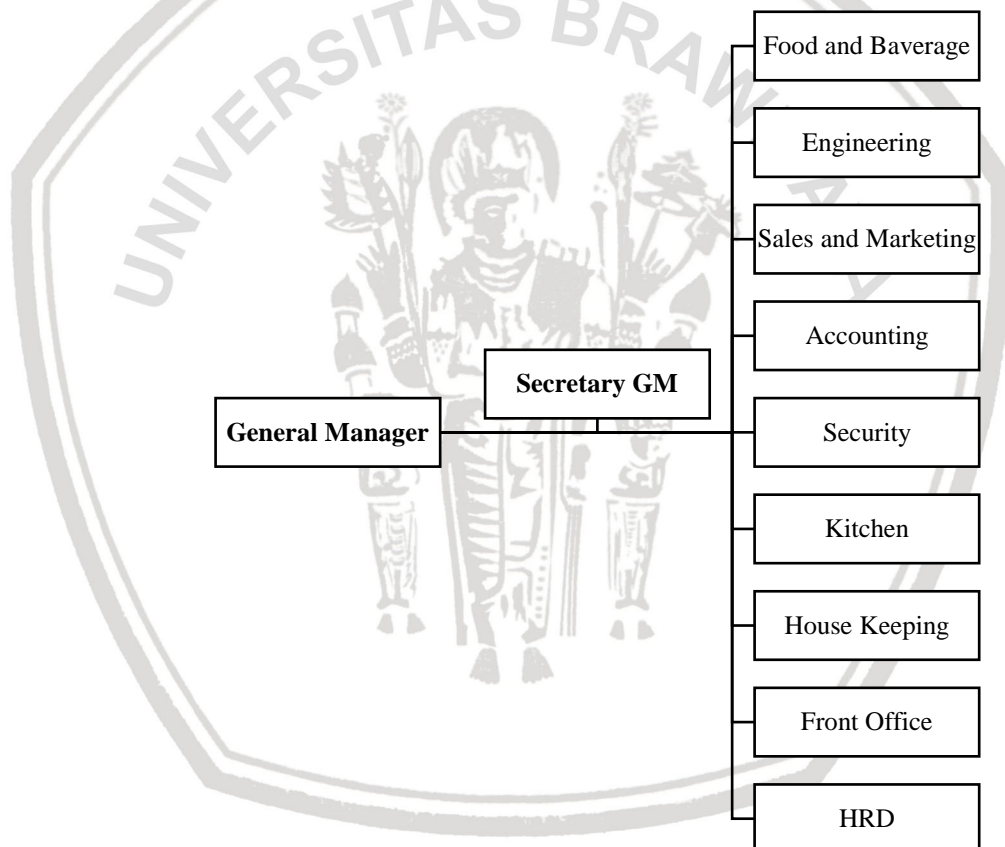 UNIVERSITAS BRAWIJAYA
Food and Baverage
Engineering
Sales and Marketing
Accounting
Secretary GM
General Manager
Security
Kitchen
House Keeping
Front Office
HRD